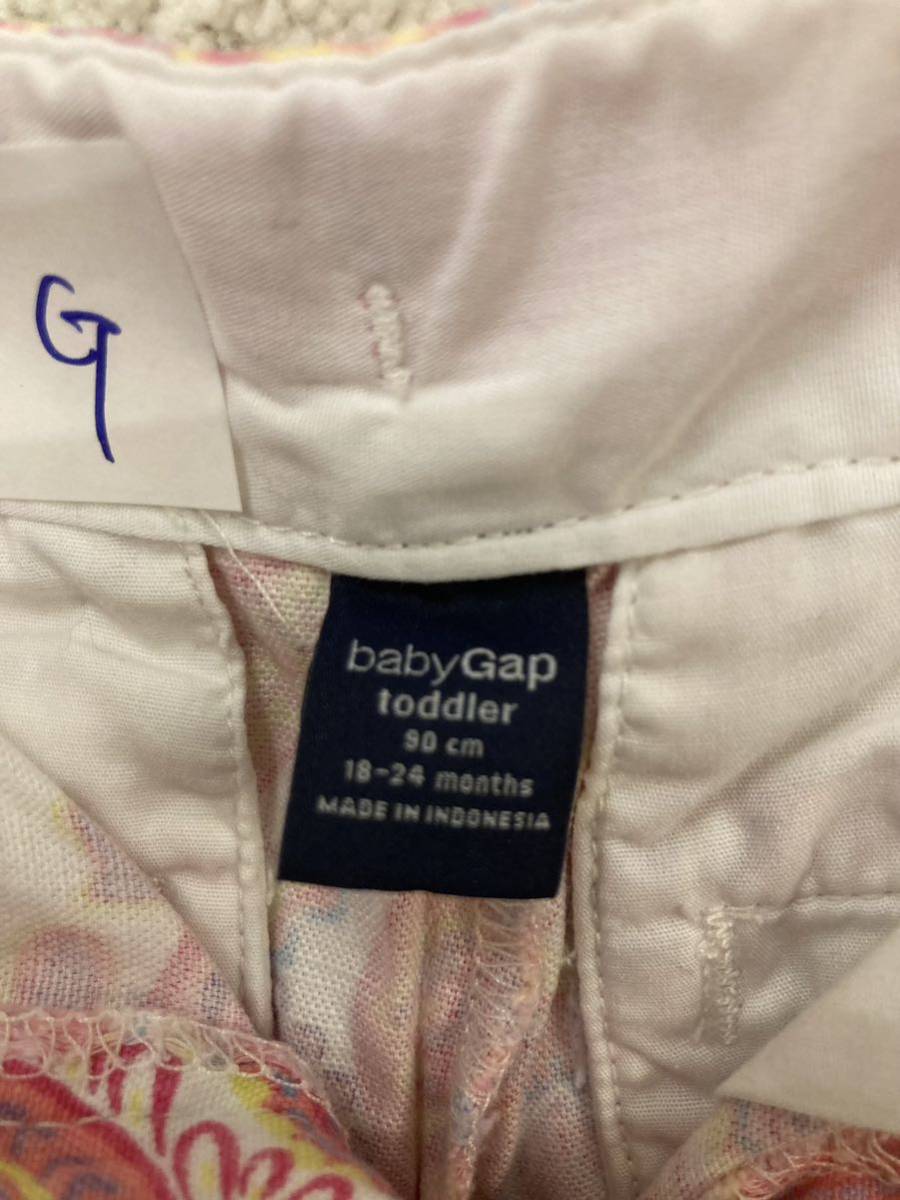 G
babyGap
toddler
90 cm
18-24 months
MADE IN INDONESIA